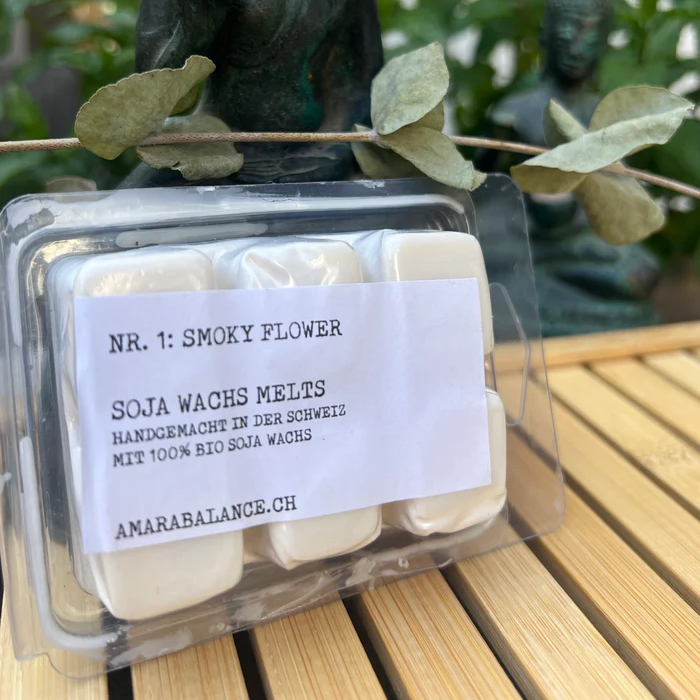 NR. 1: SMOKY FLOWER
SOJA WACHS MELTS
HANDGEMACHT IN DER SCHWEIZ
MIT 100% BIO SOJA WACHS
AMARABALANCE.CH